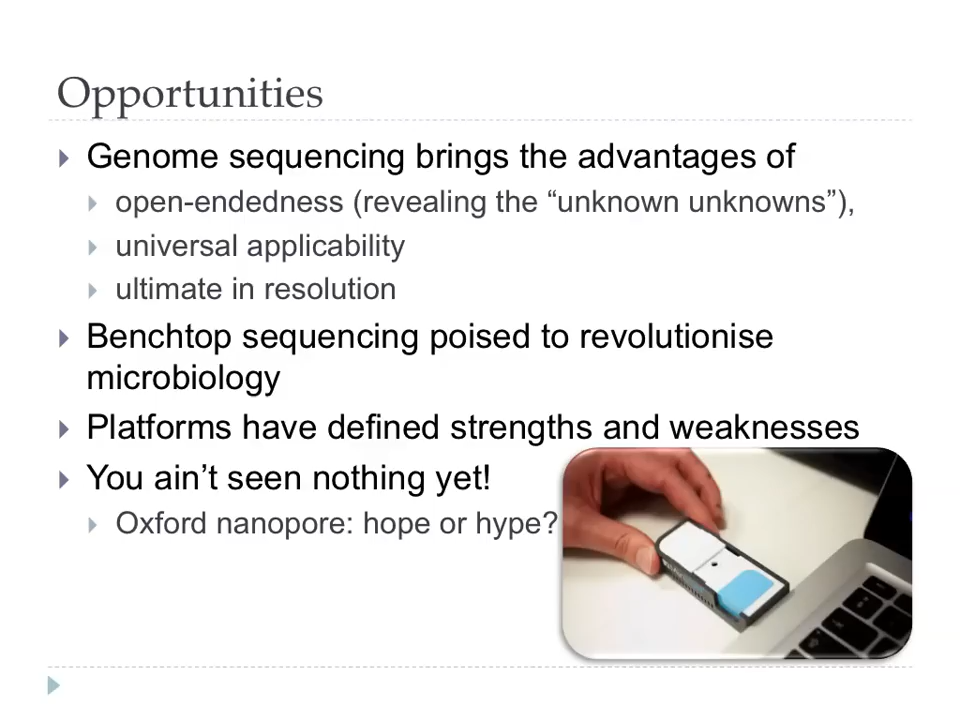 Opportunities
Genome sequencing brings the advantages of
open-endedness (revealing the “unknown unknowns”),
universal applicability
ultimate in resolution
Benchtop sequencing poised to revolutionise
microbiology
Platforms have defined strengths and weaknesses
You ain’t seen nothing yet!
Oxford nanopore: hope or hype?